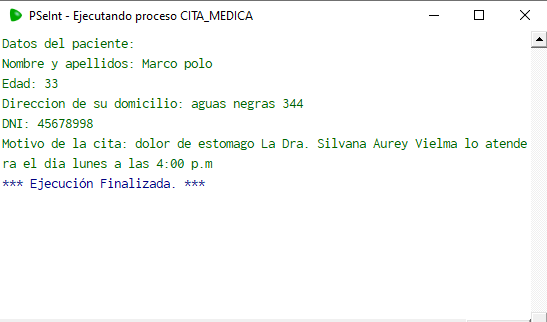 PSeInt - Ejecutando proceso CITA_MEDICA
Datos del paciente:
Nombre y apellidos: Marco polo
Edad: 33
Direccion de su domicilio: aguas negras 344
DNI: 45678998
Motivo de la cita: dolor de estomago La Dra. Silvana Aurey Vielma lo atende
ra el dia lunes a las 4:00 p.m
*** Ejecución Finalizada. ***